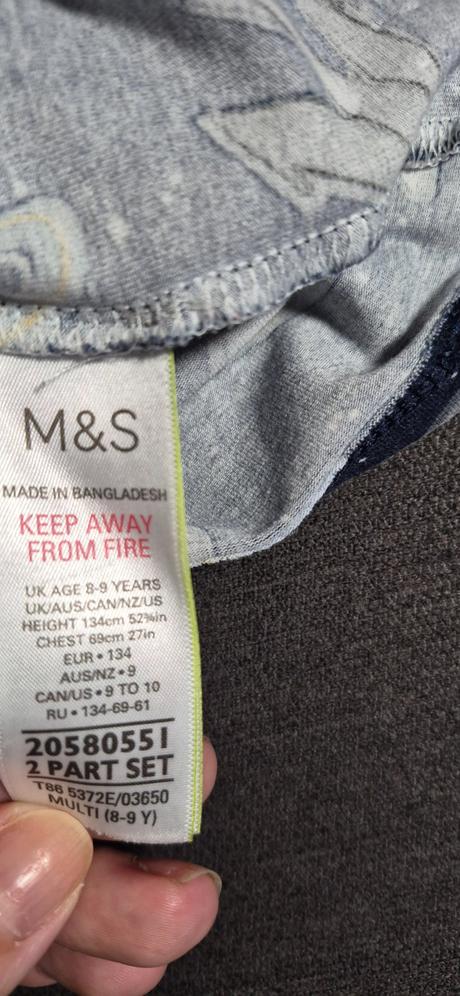 M&S
MADE IN BANGLADESH
KEEP AWAY
FROM FIRE
UK AGE 8-9 YEARS
UK/AUS/CAN/NZ/US
HEIGHT 134cm 52¾in
CHEST 69cm 27in
EUR • 134
AUS/NZ • 9
CAN/US • 9 TO 10
RU • 134-69-61
20580551
2 PART SET
T86 5372E/03650
MULTI (8-9 Y)